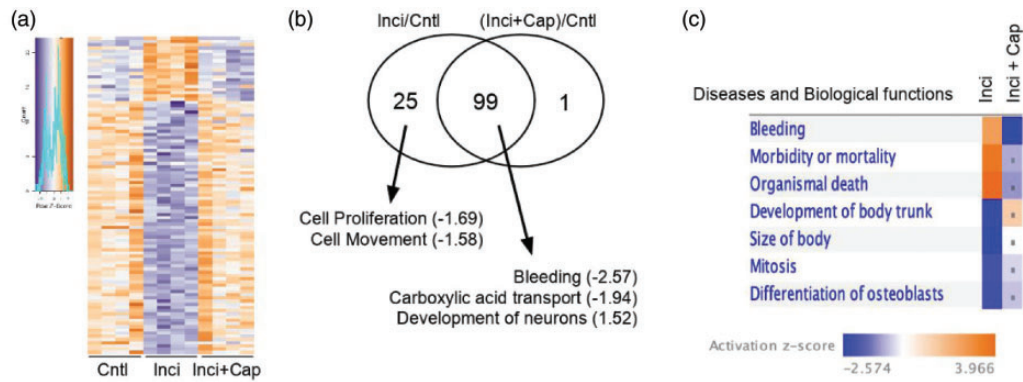 (a)
Count
Row Z-Score
Cntl Inci Inci+Cap
(b)
Inci/Cntl (Inci+Cap)/Cntl
25 99 1
Cell Proliferation (-1.69)
Cell Movement (-1.58)
Bleeding (-2.57)
Carboxylic acid transport (-1.94)
Development of neurons (1.52)
(c)
Diseases and Biological functions
Inci
Inci + Cap
Bleeding
Morbidity or mortality
Organismal death
Development of body trunk
Size of body
Mitosis
Differentiation of osteoblasts
Activation z-score
-2.574 3.966